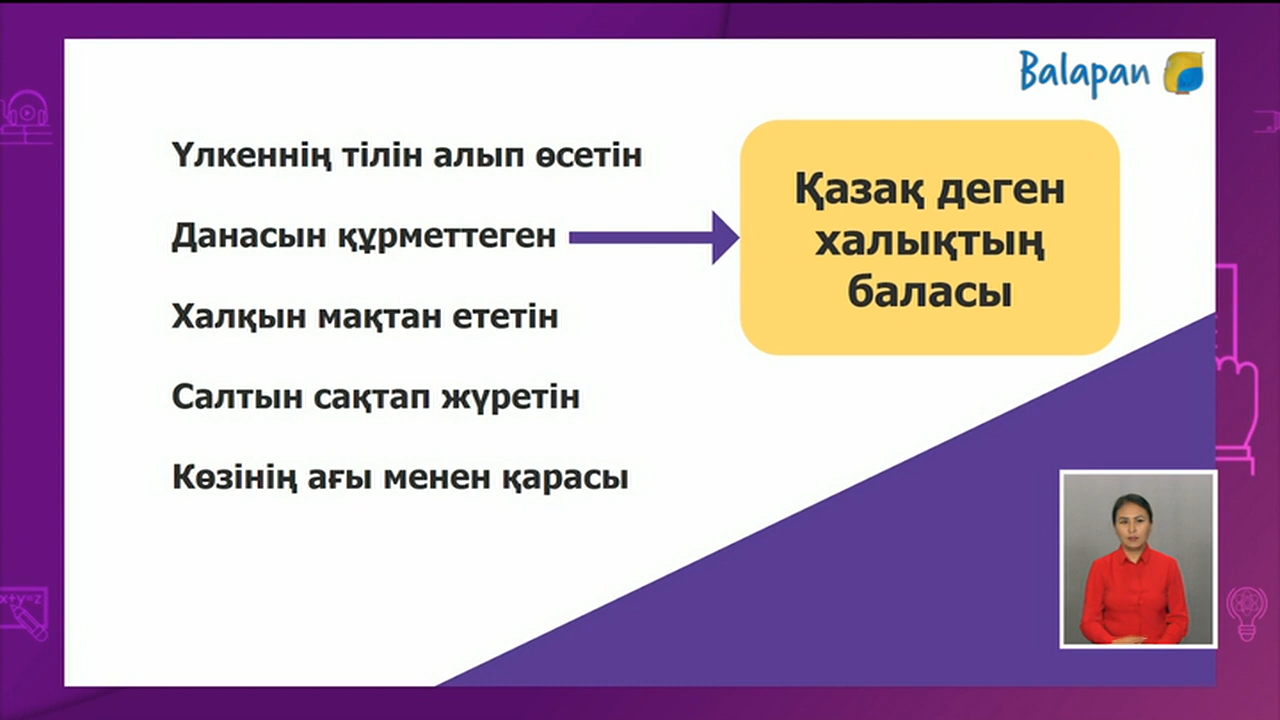 Balapan
Үлкеннің тілін алып өсетін
Данасын құрметтеген
Халқын мақтан ететін
Салтын сақтап жүретін
Көзінің ағы менен қарасы
Қазақ деген
халықтың
баласы
x+y=z